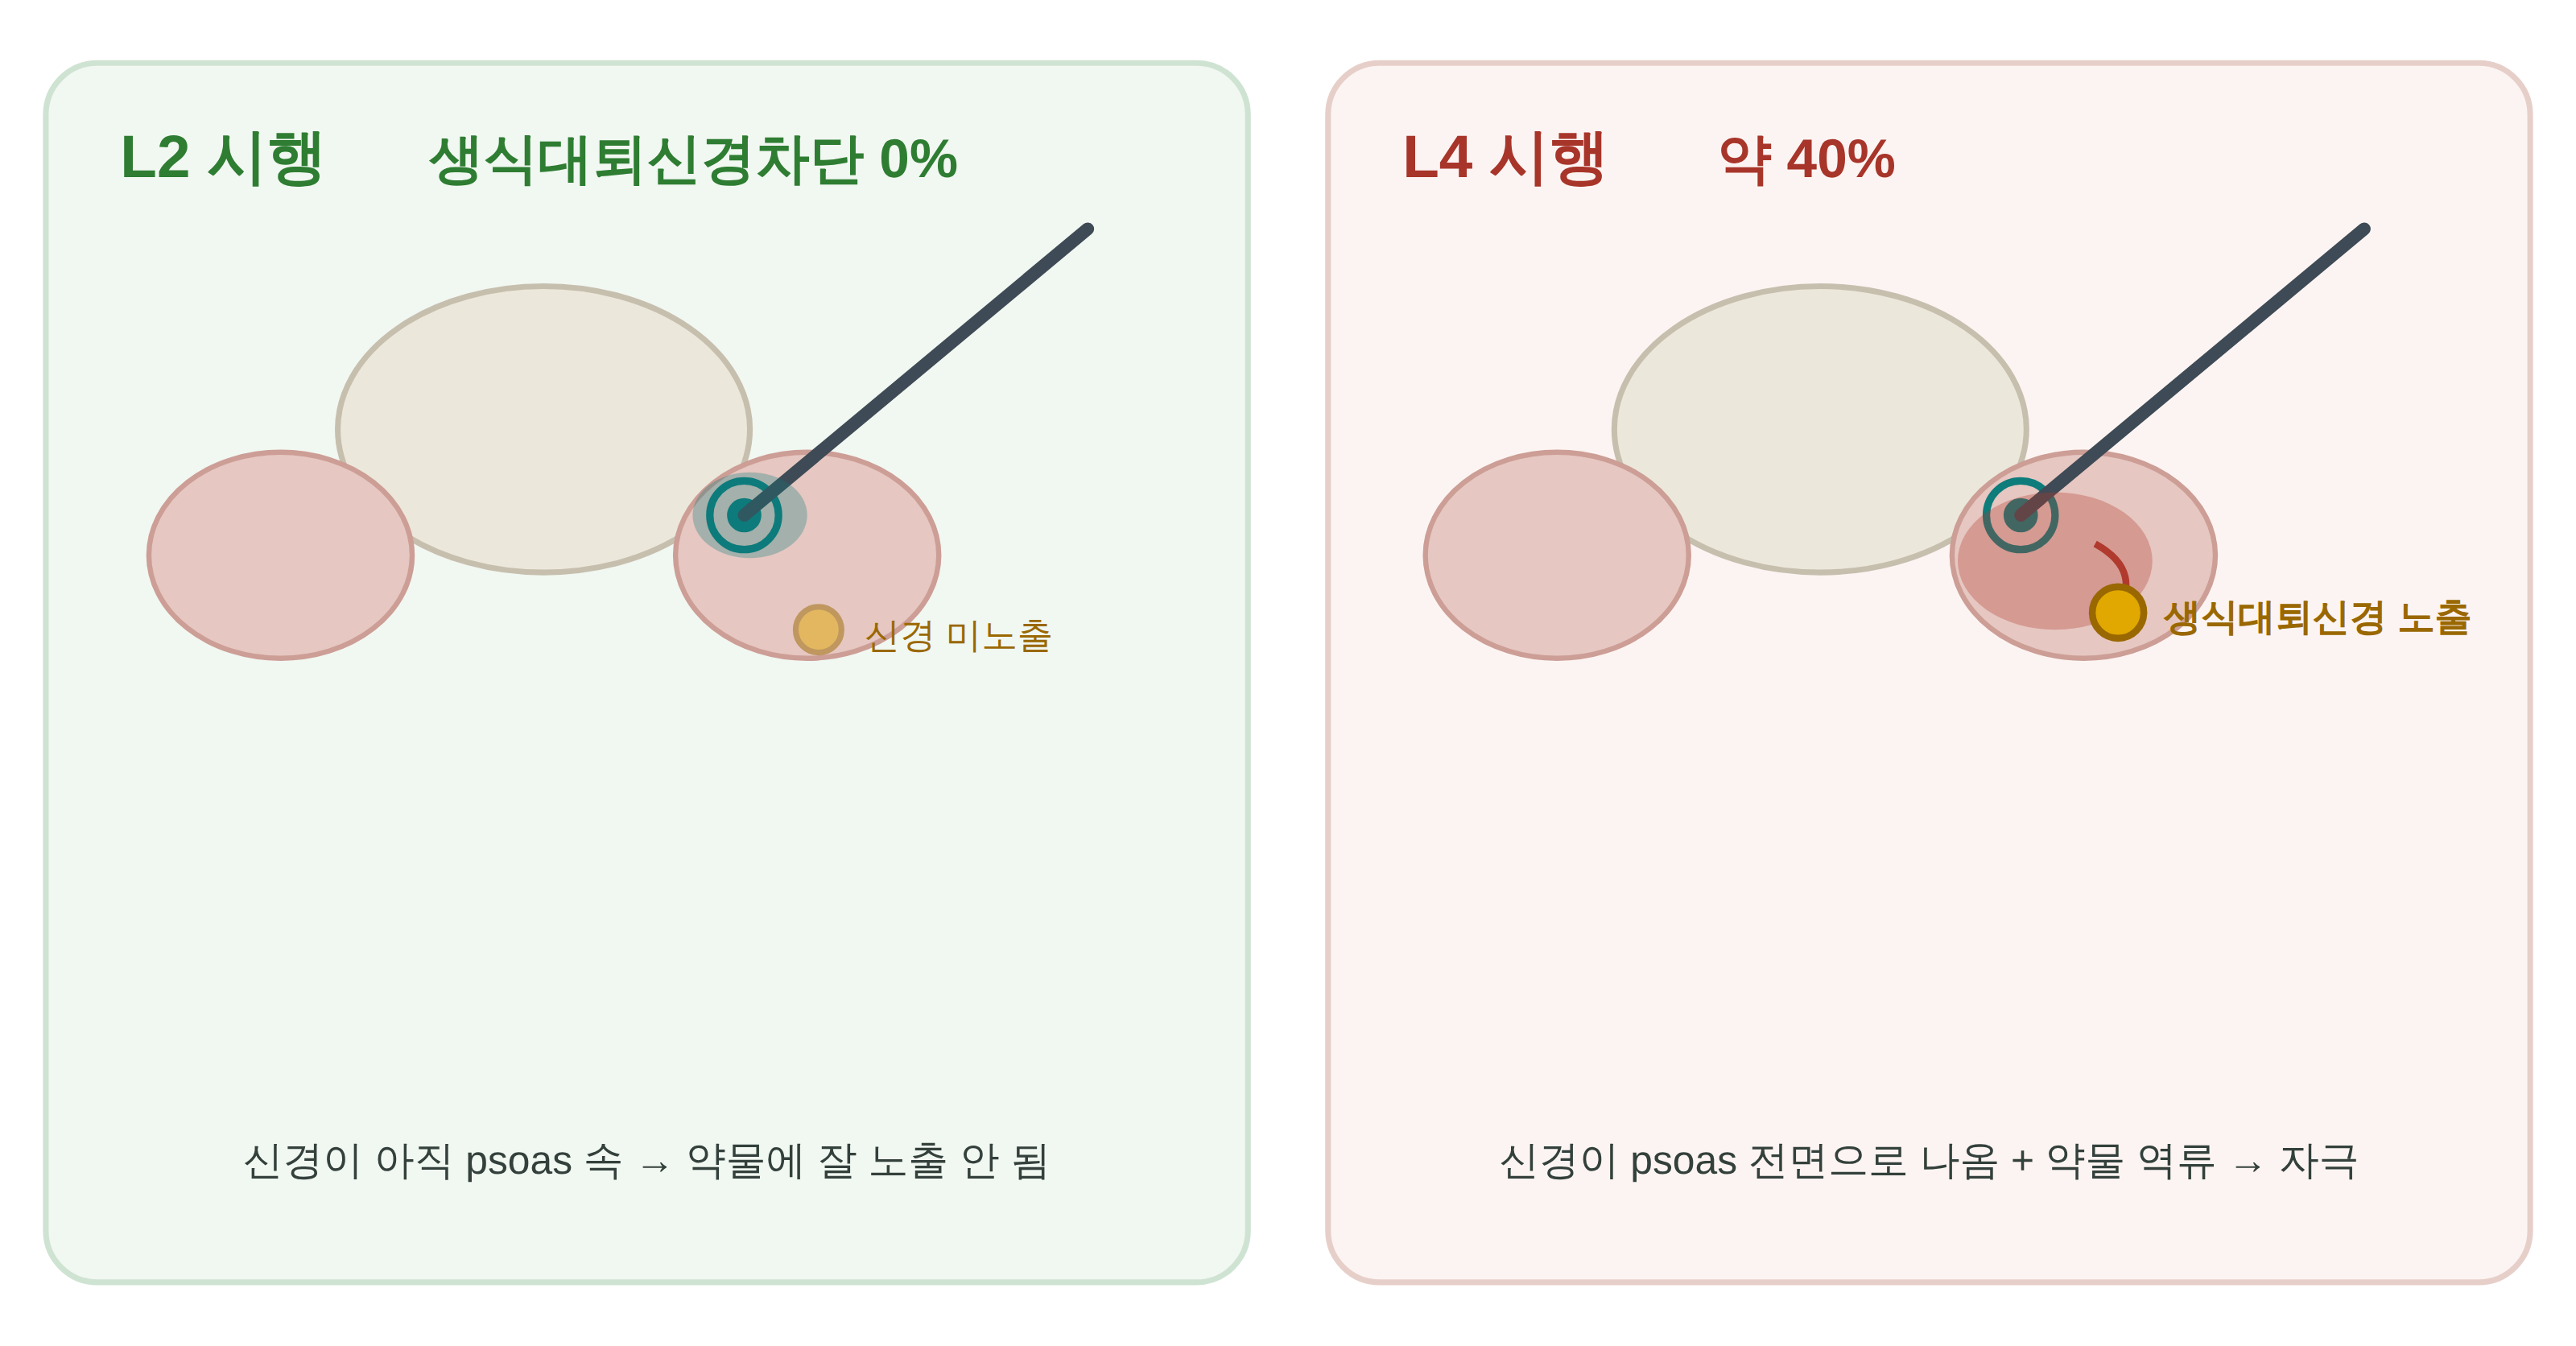 L2 시행 생식대퇴신경차단 0%
신경 미노출
신경이 아직 psoas 속 → 약물에 잘 노출 안 됨
L4 시행 약 40%
생식대퇴신경 노출
신경이 psoas 전면으로 나옴 + 약물 역류 → 자극